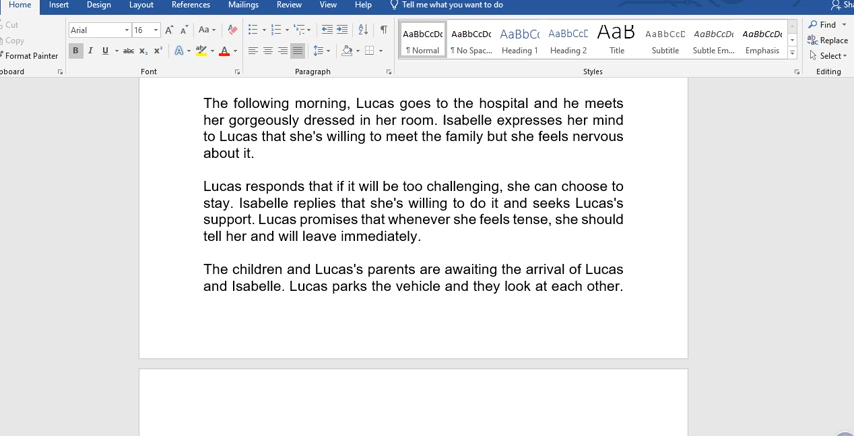 Home Insert Design Layout References Mailings Review View Help Tell me what you want to do Sha
Cut
Copy
Format Painter
Arial 16 A A Aa A
B I U abc x₂ x² A ab A
AaBbCcDc AaBbCcDc AaBbCc AaBbCcC AaB AaBbCcC AaBbCcDc AaBbCcDc
¶ Normal ¶ No Spac... Heading 1 Heading 2 Title Subtitle Subtle Em... Emphasis
Find
Replace
Select
board Font Paragraph Styles Editing
The following morning, Lucas goes to the hospital and he meets
her gorgeously dressed in her room. Isabelle expresses her mind
to Lucas that she's willing to meet the family but she feels nervous
about it.
Lucas responds that if it will be too challenging, she can choose to
stay. Isabelle replies that she's willing to do it and seeks Lucas's
support. Lucas promises that whenever she feels tense, she should
tell her and will leave immediately.
The children and Lucas's parents are awaiting the arrival of Lucas
and Isabelle. Lucas parks the vehicle and they look at each other.